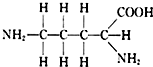 H H H COOH
NH₂-C-C-C-C-H
H H H NH₂